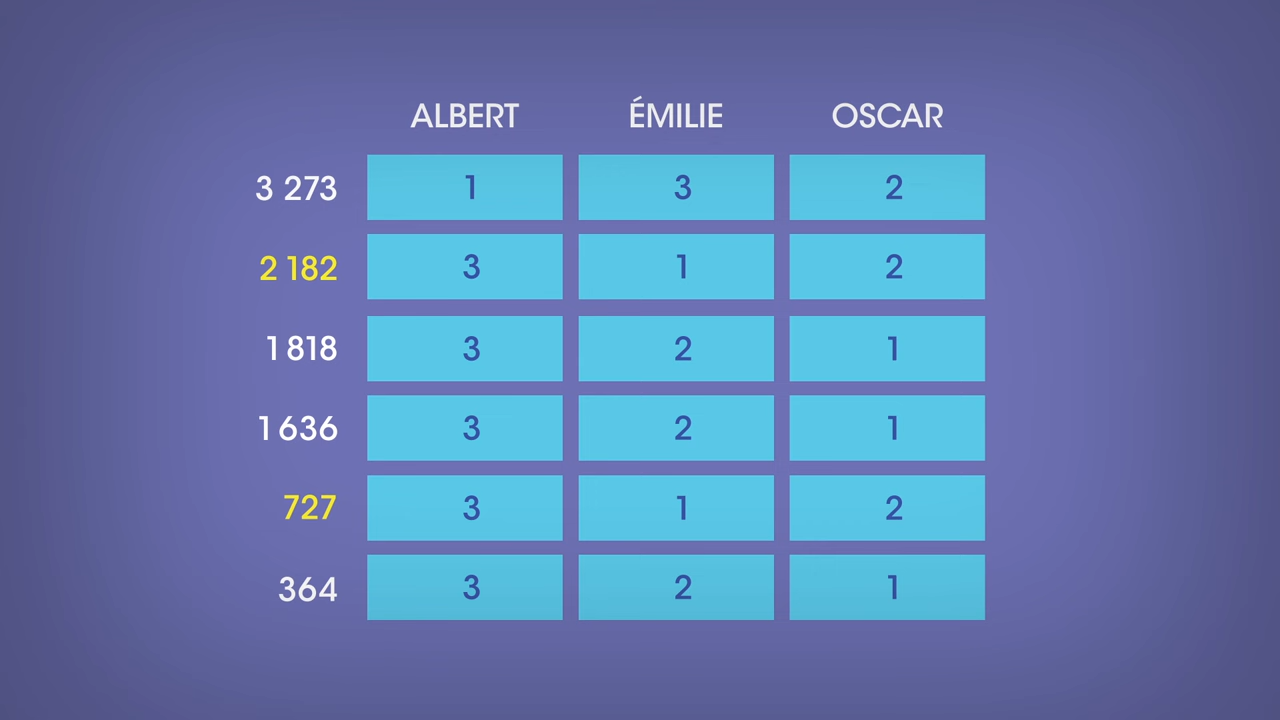 ALBERT ÉMILIE OSCAR
3 273 1 3 2
2 182 3 1 2
1 818 3 2 1
1 636 3 2 1
727 3 1 2
364 3 2 1